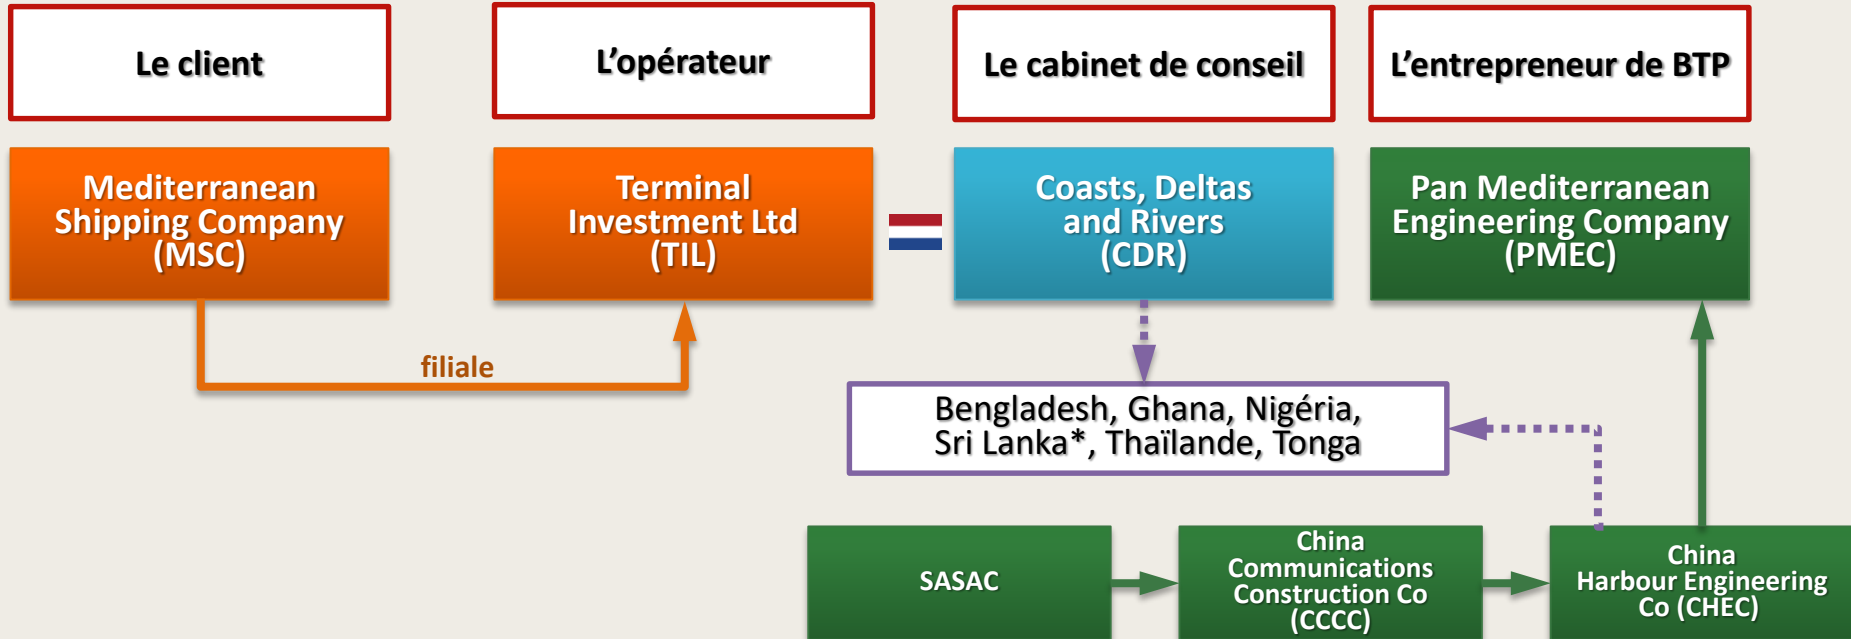 Le client
L’opérateur
Le cabinet de conseil
L’entrepreneur de BTP
Mediterranean
Shipping Company
(MSC)
Terminal
Investment Ltd
(TIL)
Coasts, Deltas
and Rivers
(CDR)
Pan Mediterranean
Engineering Company
(PMEC)
filiale
Bengladesh, Ghana, Nigéria,
Sri Lanka*, Thaïlande, Tonga
SASAC
China
Communications
Construction Co
(CCCC)
China
Harbour Engineering
Co (CHEC)